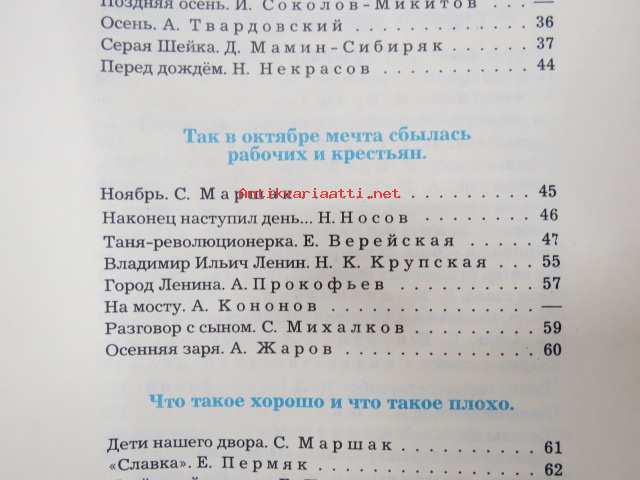 Поздняя осень. И. Соколов-Микитов . . —
Осень. А. Твардовский . . . . . . . . . 36
Серая Шейка. Д. Мамин-Сибиряк . . . . 37
Перед дождём. Н. Некрасов . . . . . . . . 44
Так в октябре мечта сбылась
рабочих и крестьян.
Ноябрь. С. Маршак . . . . . . . . . . 45
Antikvariaatti.net
Наконец наступил день... Н. Носов . . . . . . 46
Таня-революционерка. Е. Верейская . . . . 47
Владимир Ильич Ленин. Н. К. Крупская . . . 55
Город Ленина. А. Прокофьев . . . . . . . . 57
На мосту. А. Кононов . . . . . . . . . . . —
Разговор с сыном. С. Михалков . . . . . . . 59
Осенняя заря. А. Жаров . . . . . . . . . . 60
Что такое хорошо и что такое плохо.
Дети нашего двора. С. Маршак . . . . . . . 61
«Славка». Е. Пермяк . . . . . . . . . . . . 62